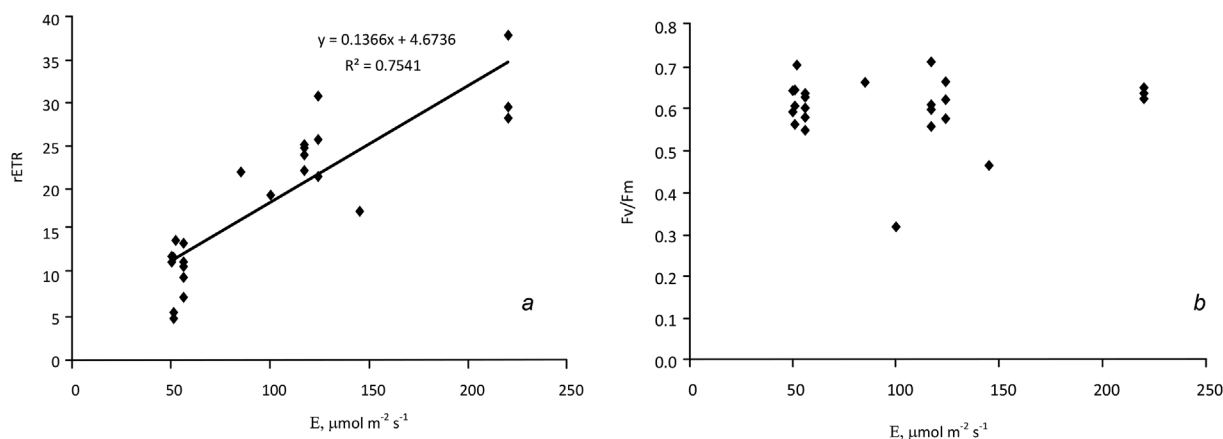 40
35
30
25
20
15
10
5
0
rETR
y = 0.1366x + 4.6736
R² = 0.7541
a
0 50 100 150 200 250
E, µmol m⁻² s⁻¹
0.8
0.7
0.6
0.5
0.4
0.3
0.2
0.1
0.0
Fv/Fm
b
0 50 100 150 200 250
E, µmol m⁻² s⁻¹